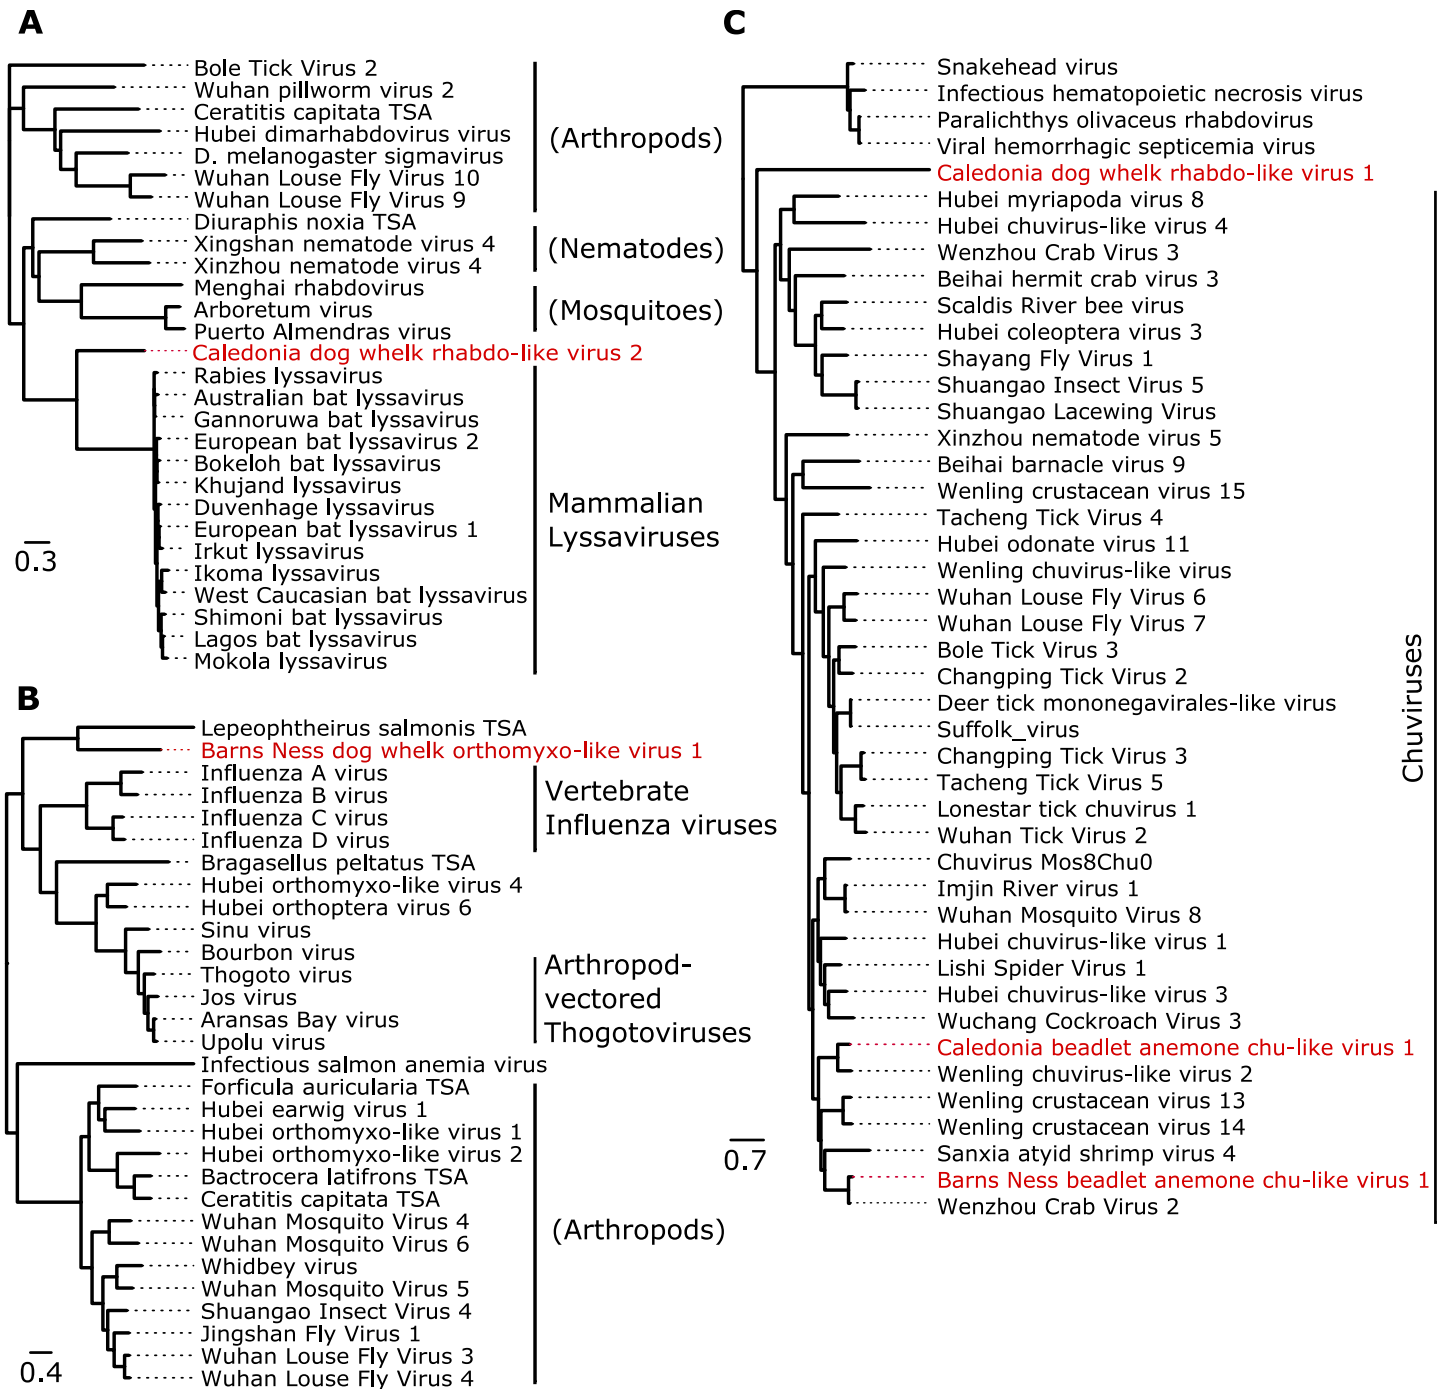 A
Bole Tick Virus 2
Wuhan pillworm virus 2
Ceratitis capitata TSA
Hubei dimarhabdovirus virus
D. melanogaster sigmavirus
Wuhan Louse Fly Virus 10
Wuhan Louse Fly Virus 9
Diuraphis noxia TSA
Xingshan nematode virus 4
Xinzhou nematode virus 4
Menghai rhabdovirus
Arboretum virus
Puerto Almendras virus
Caledonia dog whelk rhabdo-like virus 2
Rabies lyssavirus
Australian bat lyssavirus
Gannoruwa bat lyssavirus
European bat lyssavirus 2
Bokeloh bat lyssavirus
Khujand lyssavirus
Duvenhage lyssavirus
European bat lyssavirus 1
Irkut lyssavirus
Ikoma lyssavirus
West Caucasian bat lyssavirus
Shimoni bat lyssavirus
Lagos bat lyssavirus
Mokola lyssavirus
(Arthropods)
(Nematodes)
(Mosquitoes)
Mammalian
Lyssaviruses
0.3
B
Lepeophtheirus salmonis TSA
Barns Ness dog whelk orthomyxo-like virus 1
Influenza A virus
Influenza B virus
Influenza C virus
Influenza D virus
Bragasellus peltatus TSA
Hubei orthomyxo-like virus 4
Hubei orthoptera virus 6
Sinu virus
Bourbon virus
Thogoto virus
Jos virus
Aransas Bay virus
Upolu virus
Infectious salmon anemia virus
Forficula auricularia TSA
Hubei earwig virus 1
Hubei orthomyxo-like virus 1
Hubei orthomyxo-like virus 2
Bactrocera latifrons TSA
Ceratitis capitata TSA
Wuhan Mosquito Virus 4
Wuhan Mosquito Virus 6
Whidbey virus
Wuhan Mosquito Virus 5
Shuangao Insect Virus 4
Jingshan Fly Virus 1
Wuhan Louse Fly Virus 3
Wuhan Louse Fly Virus 4
Vertebrate
Influenza viruses
Arthropod-
vectored
Thogotoviruses
(Arthropods)
0.4
C
Snakehead virus
Infectious hematopoietic necrosis virus
Paralichthys olivaceus rhabdovirus
Viral hemorrhagic septicemia virus
Caledonia dog whelk rhabdo-like virus 1
Hubei myriapoda virus 8
Hubei chuvirus-like virus 4
Wenzhou Crab Virus 3
Beihai hermit crab virus 3
Scaldis River bee virus
Hubei coleoptera virus 3
Shayang Fly Virus 1
Shuangao Insect Virus 5
Shuangao Lacewing Virus
Xinzhou nematode virus 5
Beihai barnacle virus 9
Wenling crustacean virus 15
Tacheng Tick Virus 4
Hubei odonate virus 11
Wenling chuvirus-like virus
Wuhan Louse Fly Virus 6
Wuhan Louse Fly Virus 7
Bole Tick Virus 3
Changping Tick Virus 2
Deer tick mononegavirales-like virus
Suffolk_virus
Changping Tick Virus 3
Tacheng Tick Virus 5
Lonestar tick chuvirus 1
Wuhan Tick Virus 2
Chuvirus Mos8Chu0
Imjin River virus 1
Wuhan Mosquito Virus 8
Hubei chuvirus-like virus 1
Lishi Spider Virus 1
Hubei chuvirus-like virus 3
Wuchang Cockroach Virus 3
Caledonia beadlet anemone chu-like virus 1
Wenling chuvirus-like virus 2
Wenling crustacean virus 13
Wenling crustacean virus 14
Sanxia atyid shrimp virus 4
Barns Ness beadlet anemone chu-like virus 1
Wenzhou Crab Virus 2
Chuviruses
0.7